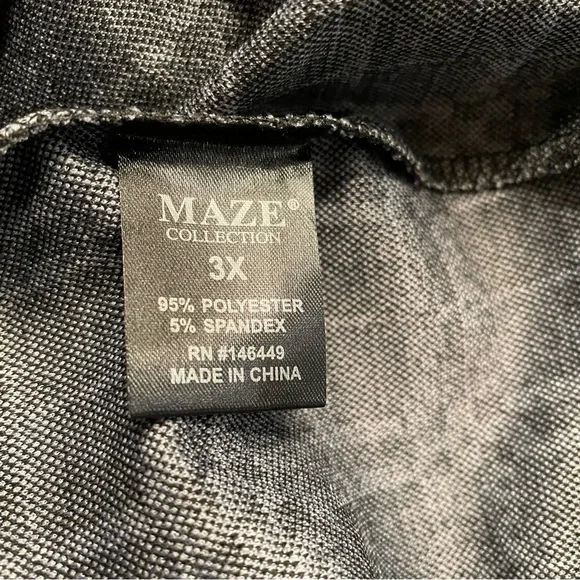 MAZE®
COLLECTION
3X
95% POLYESTER
5% SPANDEX
RN #146449
MADE IN CHINA